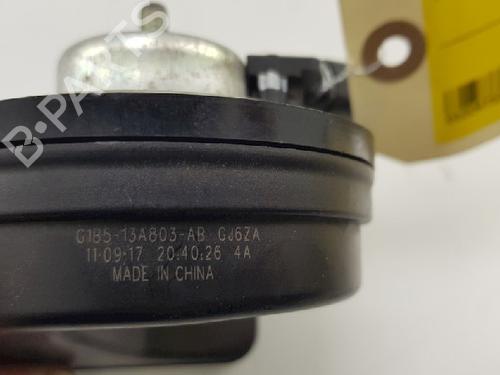 B-PARTS
G1B5-13A803-AB GJ6ZA
11·09·17 20:40:26 4A
MADE IN CHINA